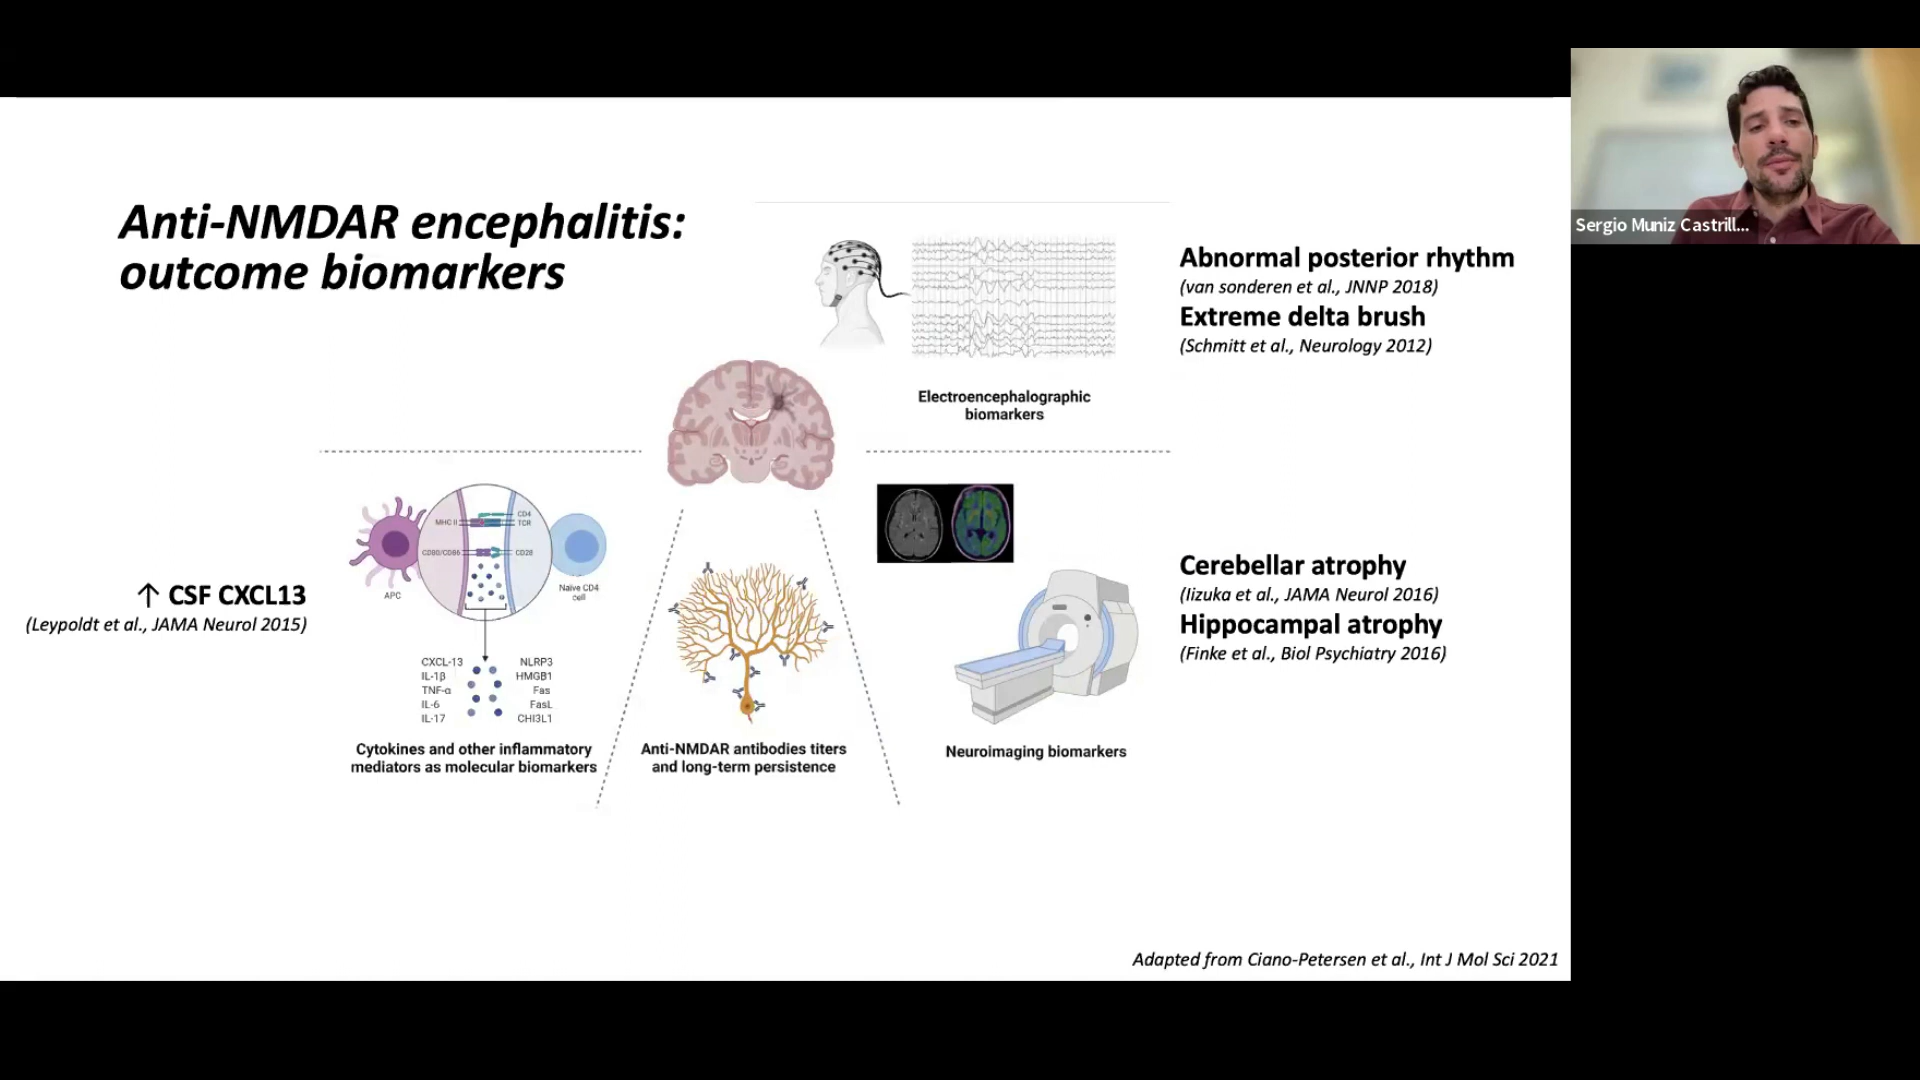 Anti-NMDAR encephalitis:
outcome biomarkers
Sergio Muniz Castrill...
Abnormal posterior rhythm
(van sonderen et al., JNNP 2018)
Extreme delta brush
(Schmitt et al., Neurology 2012)
Electroencephalographic
biomarkers
MHC II
CD4
TCR
CD80/CD86
CD28
APC
Naïve CD4
cell
↑ CSF CXCL13
(Leypoldt et al., JAMA Neurol 2015)
CXCL-13
IL-1β
TNF-α
IL-6
IL-17
NLRP3
HMGB1
Fas
FasL
CHI3L1
Cytokines and other inflammatory
mediators as molecular biomarkers
Anti-NMDAR antibodies titers
and long-term persistence
Cerebellar atrophy
(Iizuka et al., JAMA Neurol 2016)
Hippocampal atrophy
(Finke et al., Biol Psychiatry 2016)
Neuroimaging biomarkers
Adapted from Ciano-Petersen et al., Int J Mol Sci 2021